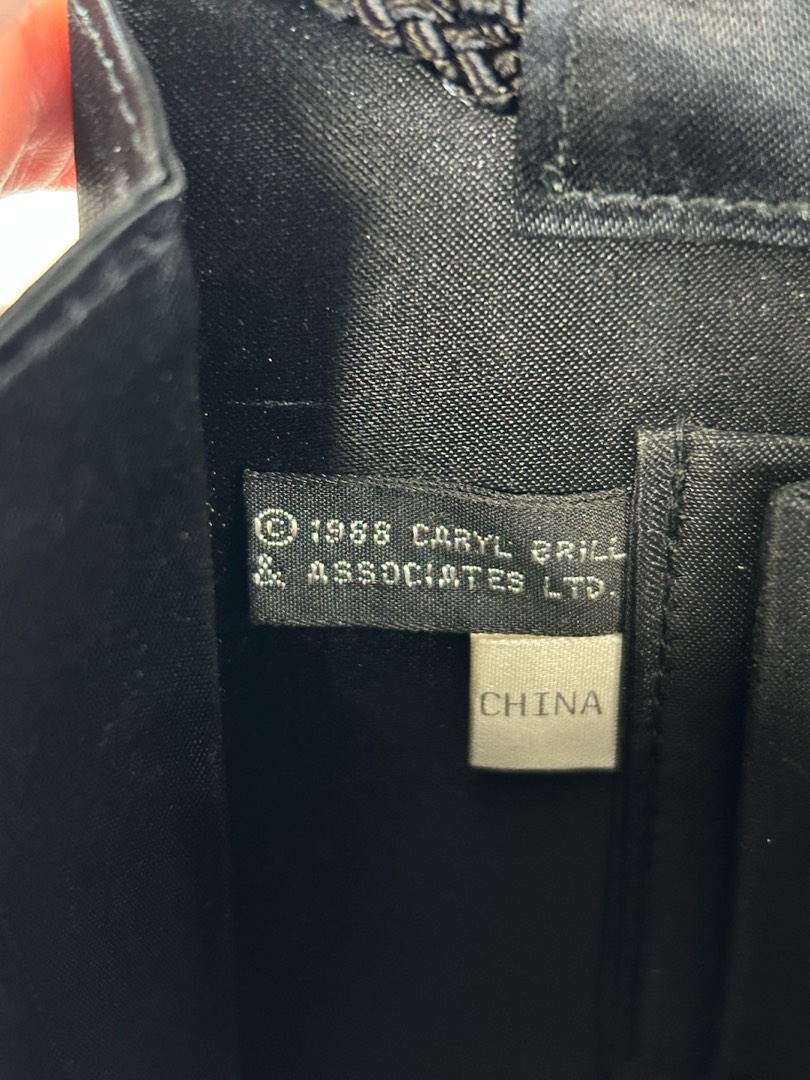 © 1988 CARYL BRILL
& ASSOCIATES LTD.
CHINA